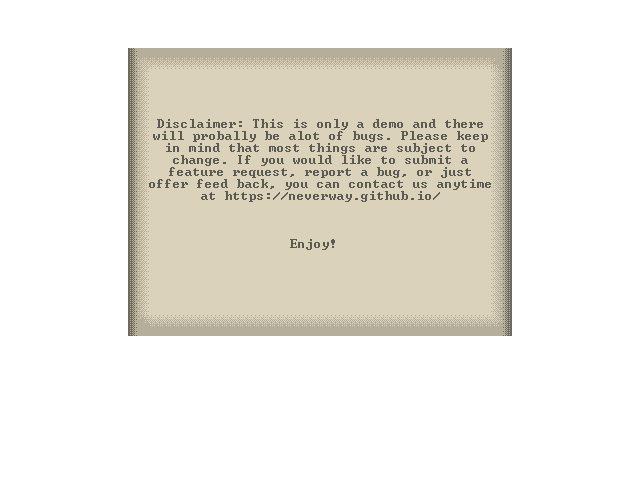 Disclaimer: This is only a demo and there
will probally be alot of bugs. Please keep
in mind that most things are subject to
change. If you would like to submit a
feature request, report a bug, or just
offer feed back, you can contact us anytime
at https://neverway.github.io/
Enjoy!